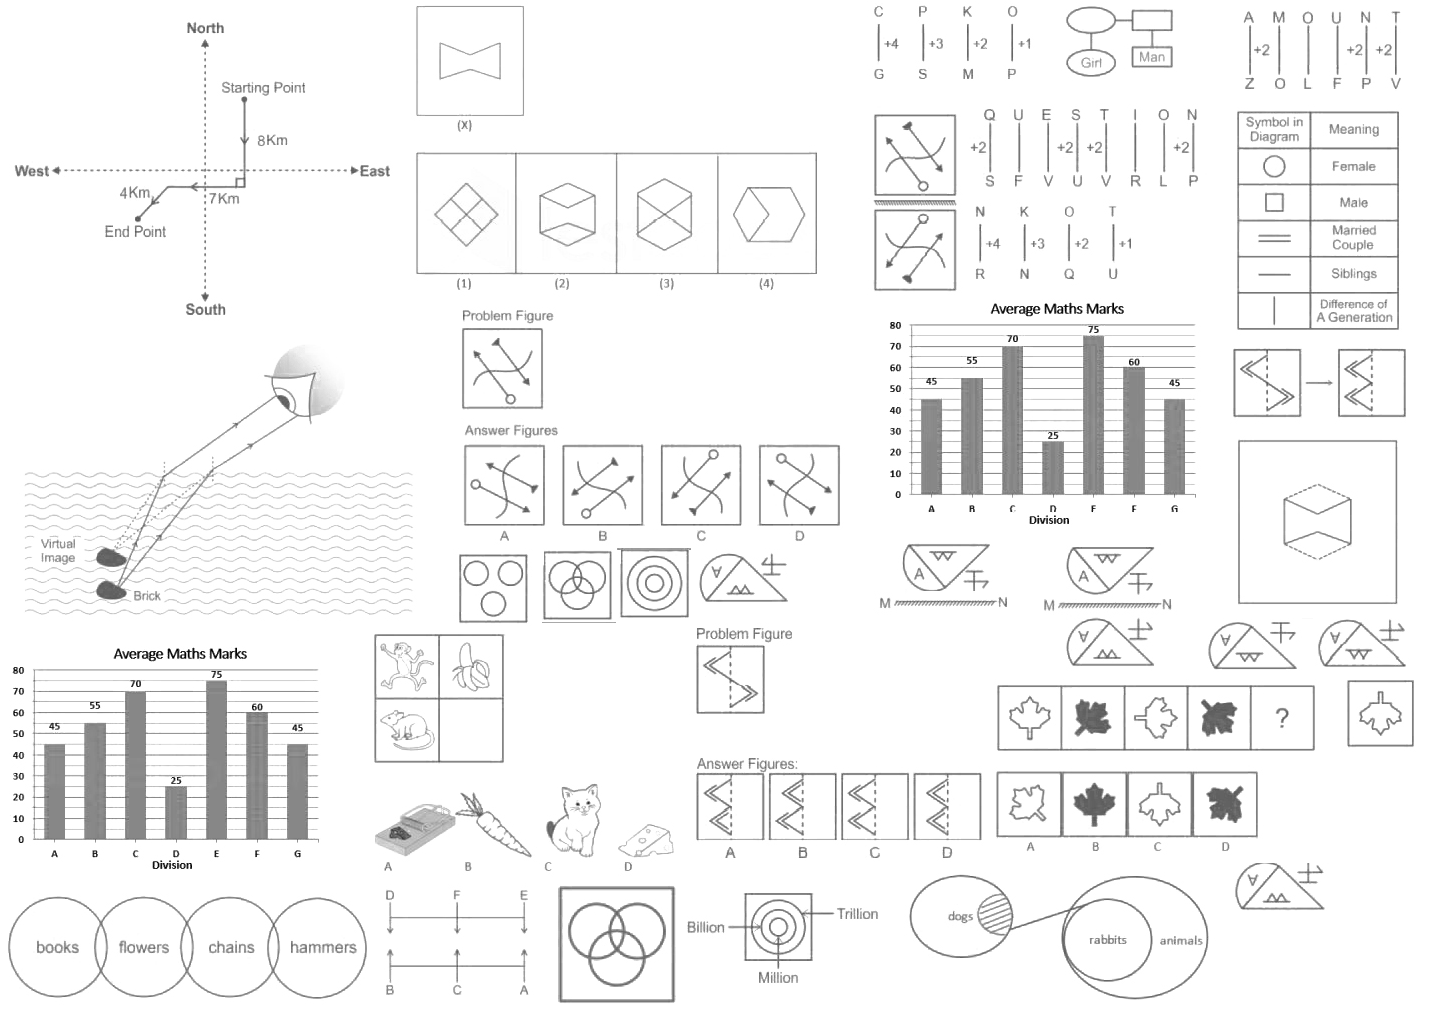 North
Starting Point
8Km
West
East
4Km
7Km
End Point
South
(X)
(1) (2) (3) (4)
C P K O
+4 +3 +2 +1
G S M P
Girl
Man
A M O U N T
+2 +2 +2
Z O L F P V
Q U E S T I O N
+2 +2 +2 +2
S F V U V R L P
N K O T
+4 +3 +2 +1
R N Q U
Symbol in
Diagram
Meaning
Female
Male
Married
Couple
Siblings
Difference of
A Generation
Problem Figure
Answer Figures
A B C D
Average Maths Marks
80
70
60
50
40
30
20
10
0
45 55 70 25 75 60 45
A B C D E F G
Division
Virtual
Image
Brick
A
M N
A
M N
A
A
A
A
Problem Figure
Answer Figures:
A B C D
?
A B C D
A
Average Maths Marks
80
70
60
50
40
30
20
10
0
45 55 70 25 75 60 45
A B C D E F G
Division
A B C D
books flowers chains hammers
D F E
B C A
Billion
Trillion
Million
dogs
rabbits
animals